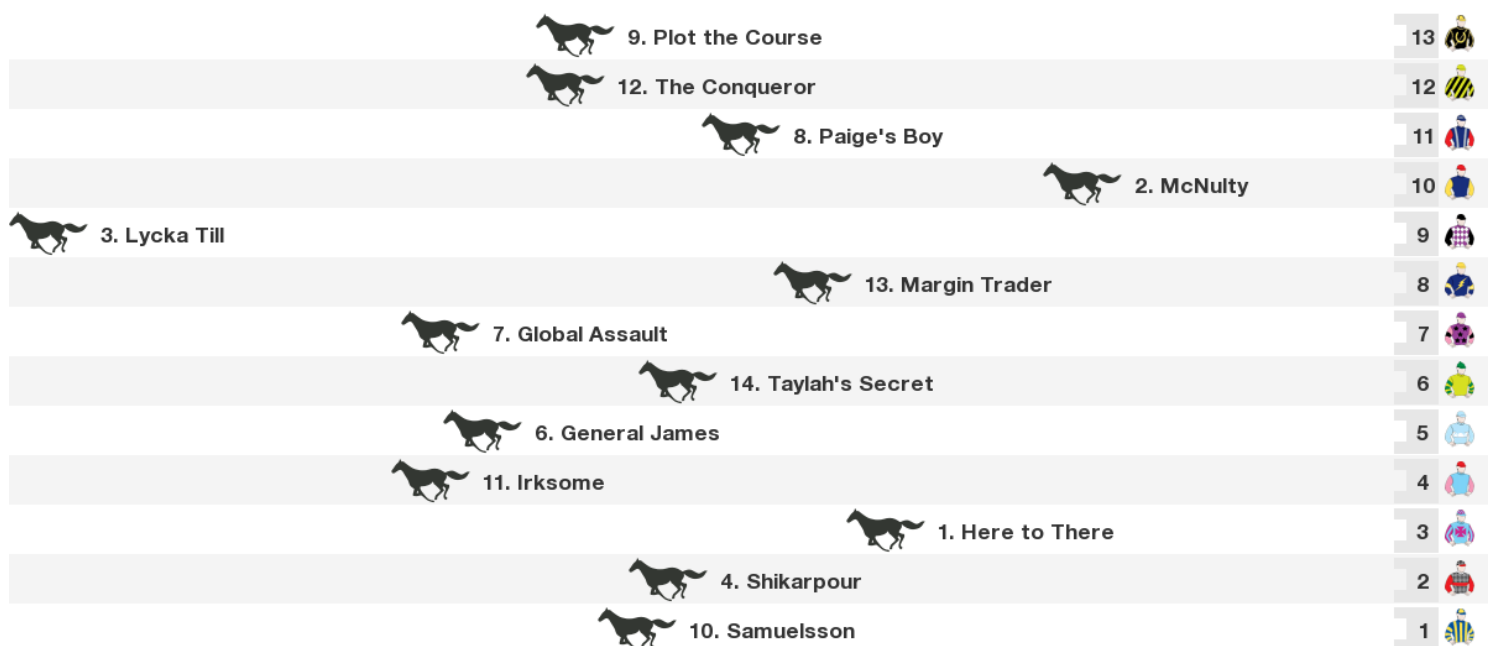 9. Plot the Course 13
12. The Conqueror 12
8. Paige's Boy 11
2. McNulty 10
3. Lycka Till 9
13. Margin Trader 8
7. Global Assault 7
14. Taylah's Secret 6
6. General James 5
11. Irksome 4
1. Here to There 3
4. Shikarpour 2
10. Samuelsson 1